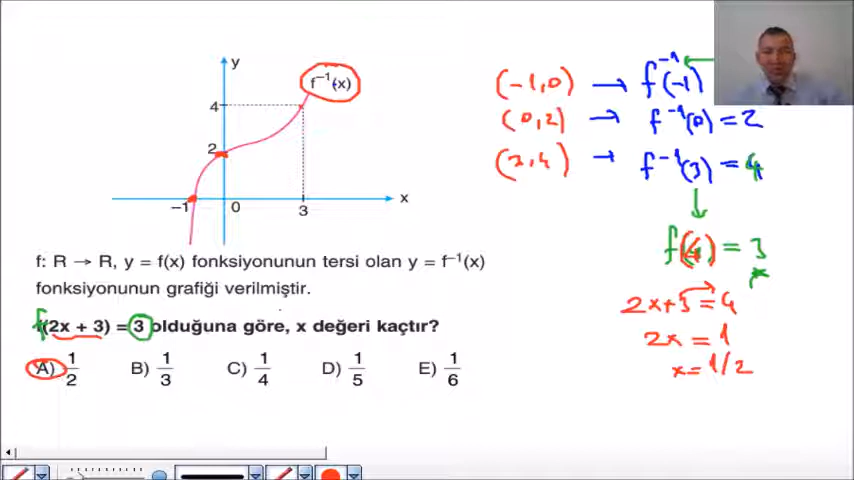 y
f⁻¹(x)
4
2
-1
0
3
x
(-1,0) → f⁻¹(-1)
(0,2) → f⁻¹(0) = 2
(3,4) → f⁻¹(3) = 4
f(4) = 3
2x+3 = 4
2x = 1
x = 1/2
f: R → R, y = f(x) fonksiyonunun tersi olan y = f⁻¹(x)
fonksiyonunun grafiği verilmiştir.
f(2x + 3) = 3 olduğuna göre, x değeri kaçtır?
A) 1/2 B) 1/3 C) 1/4 D) 1/5 E) 1/6